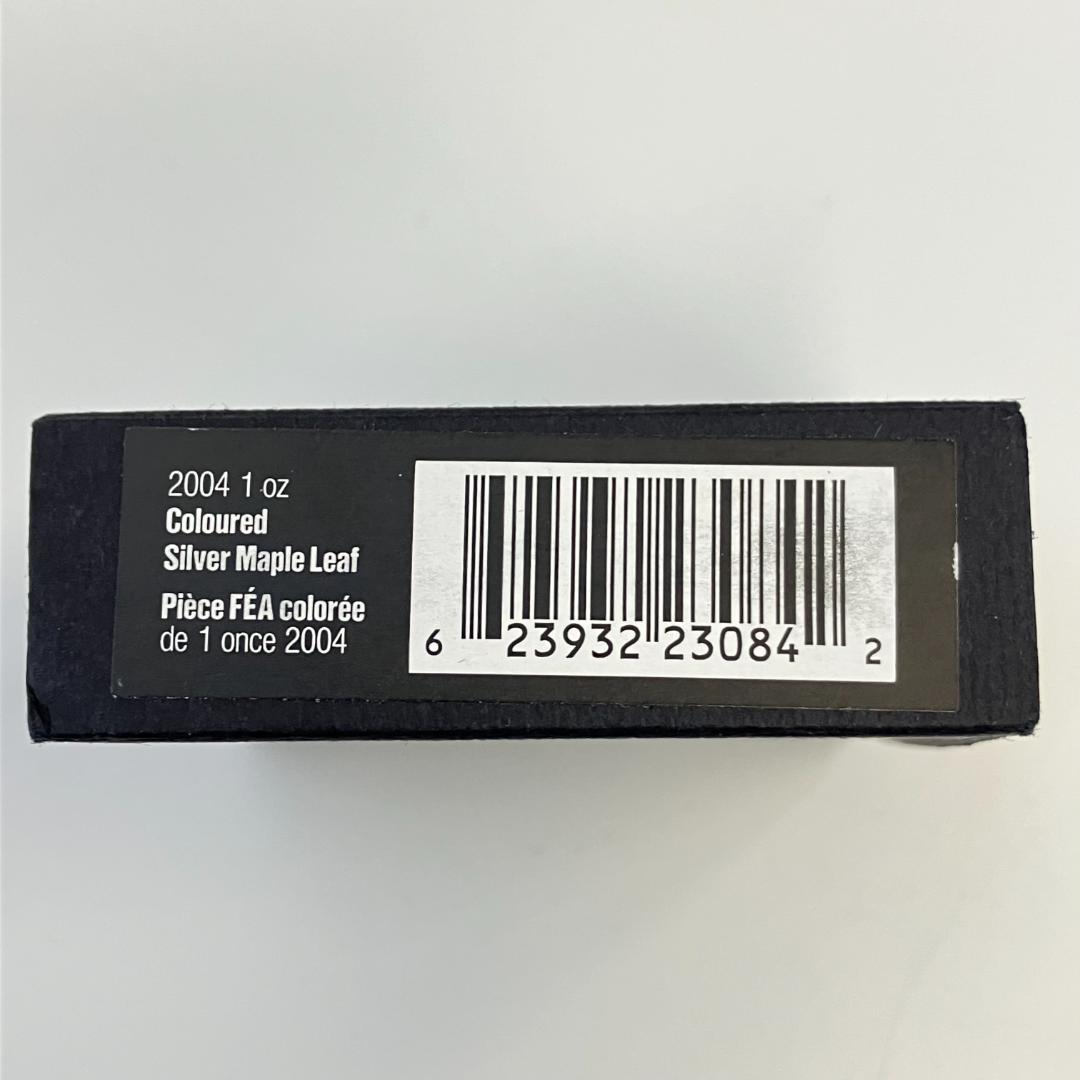 2004 1 oz
Coloured
Silver Maple Leaf
Pièce FÉA colorée
de 1 once 2004
6 23932 23084 2